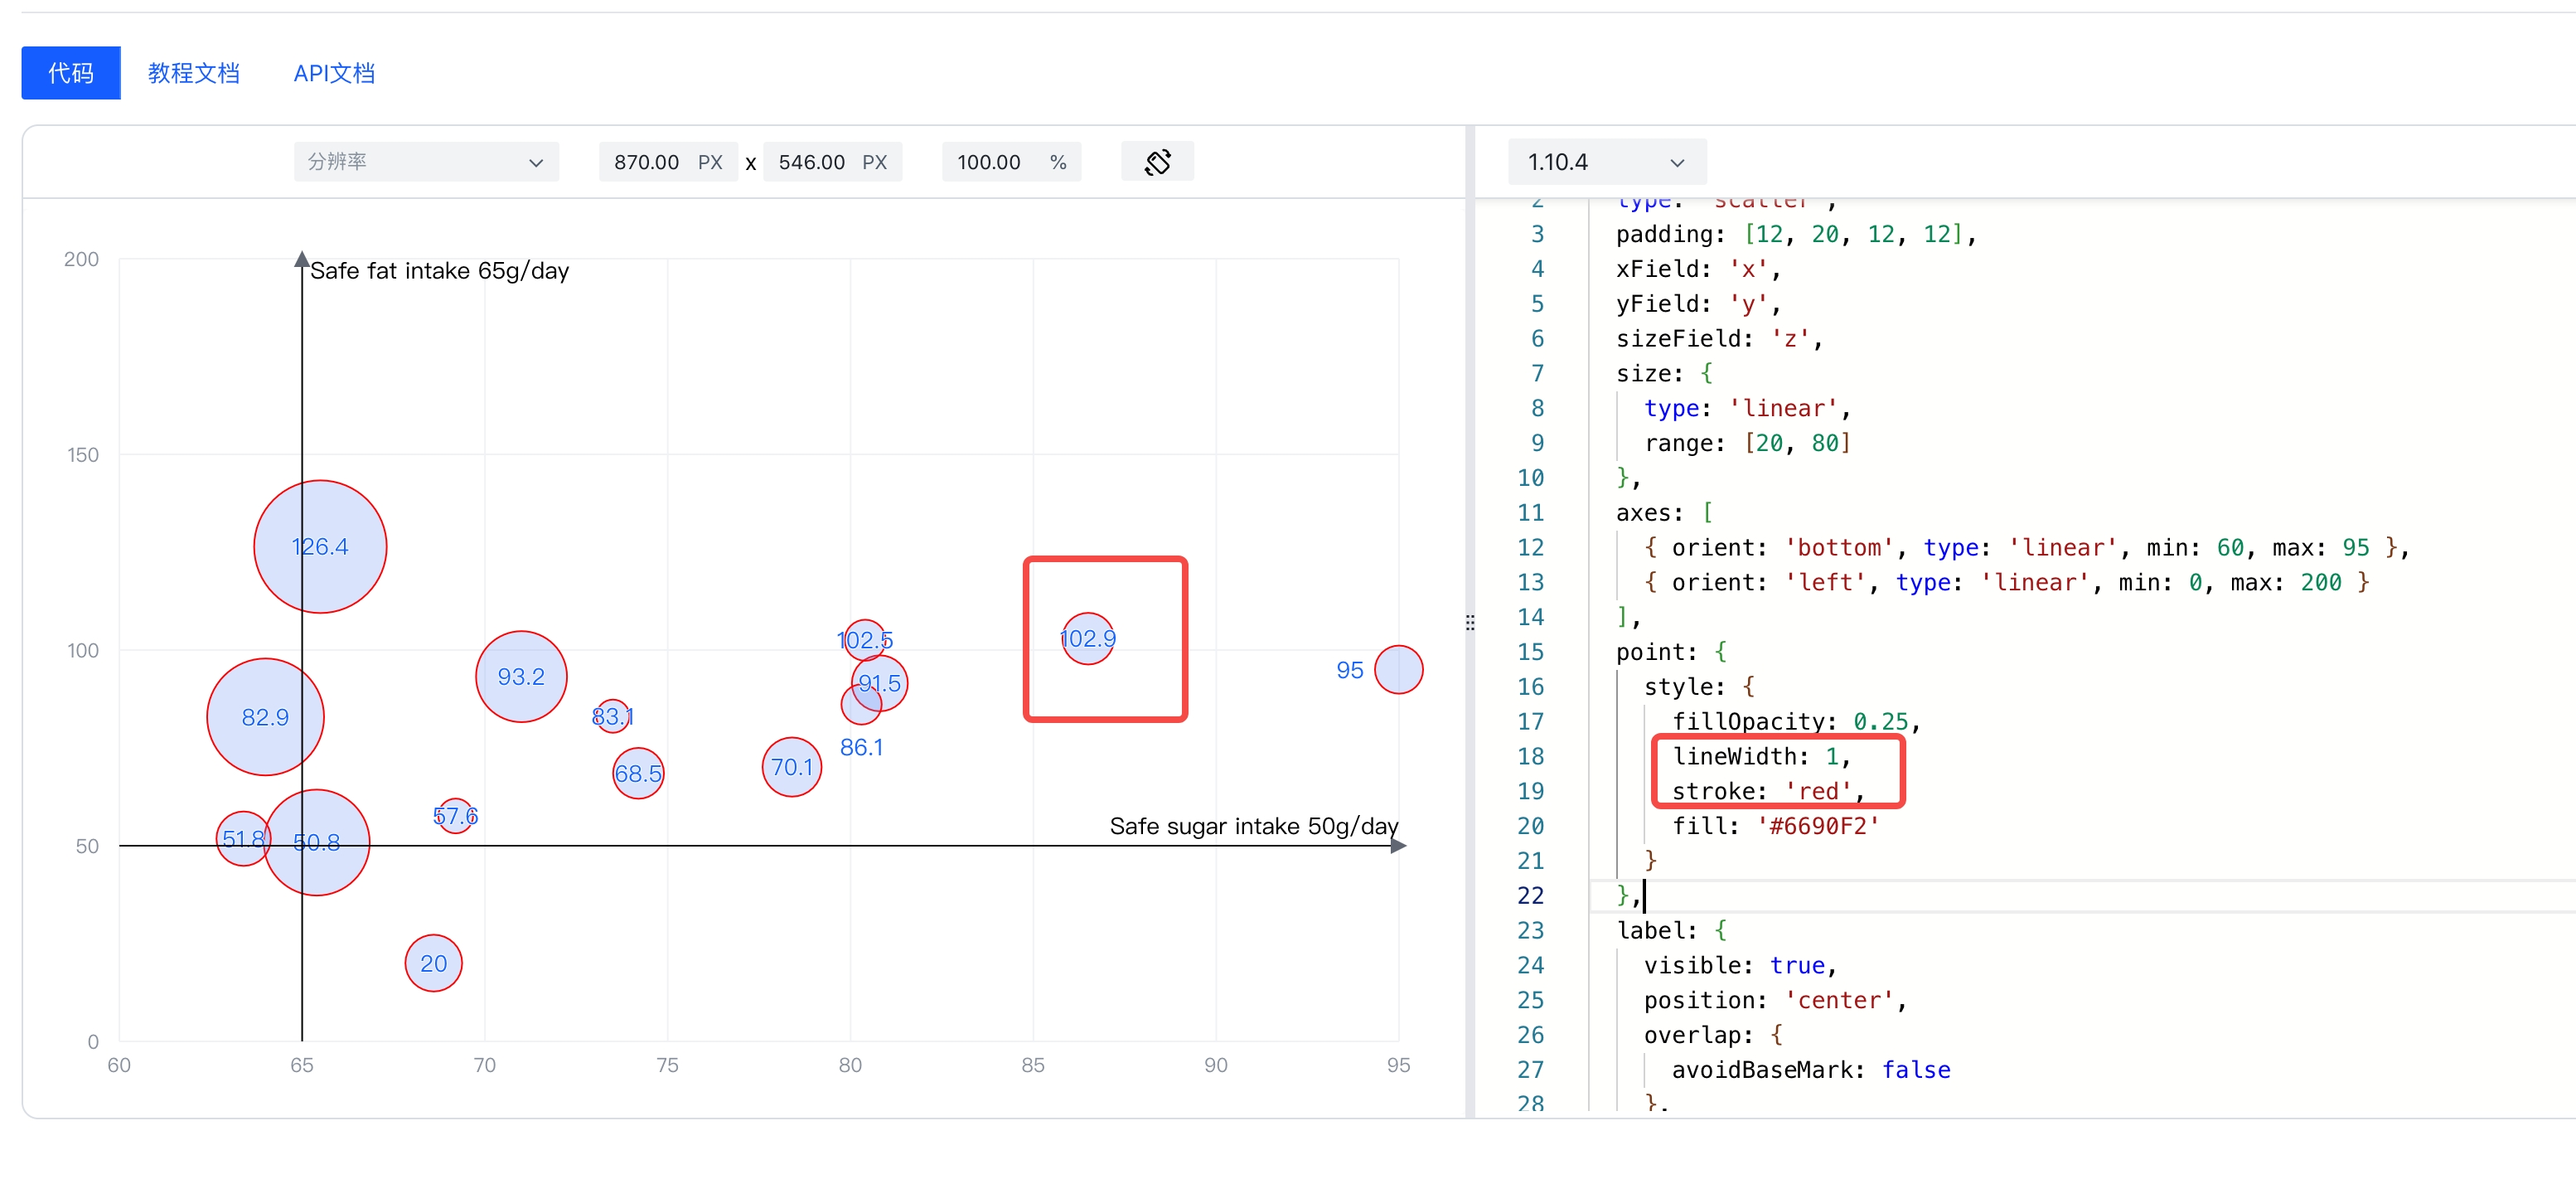 代码 教程文档 API文档
分辨率 870.00 PX x 546.00 PX 100.00 % 1.10.4
200
Safe fat intake 65g/day
150
126.4
100
102.5
102.9
93.2
91.5
95
82.9
83.1
86.1
68.5
70.1
57.6
51.8
50.8
Safe sugar intake 50g/day
50
20
0
60 65 70 75 80 85 90 95
2 type: 'scatter',
3 padding: [12, 20, 12, 12],
4 xField: 'x',
5 yField: 'y',
6 sizeField: 'z',
7 size: {
8 type: 'linear',
9 range: [20, 80]
10 },
11 axes: [
12 { orient: 'bottom', type: 'linear', min: 60, max: 95 },
13 { orient: 'left', type: 'linear', min: 0, max: 200 }
14 ],
15 point: {
16 style: {
17 fillOpacity: 0.25,
18 lineWidth: 1,
19 stroke: 'red',
20 fill: '#6690F2'
21 }
22 },
23 label: {
24 visible: true,
25 position: 'center',
26 overlap: {
27 avoidBaseMark: false
28 },